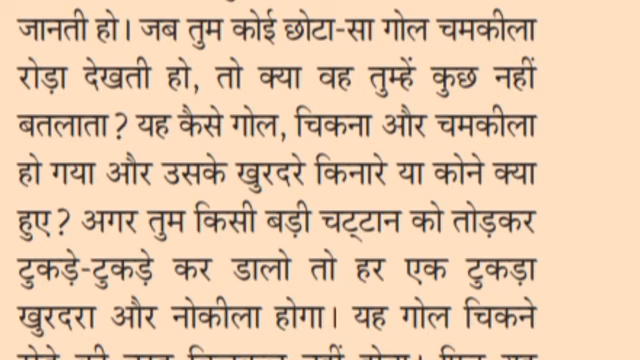 जानती हो। जब तुम कोई छोटा-सा गोल चमकीला
रोड़ा देखती हो, तो क्या वह तुम्हें कुछ नहीं
बतलाता? यह कैसे गोल, चिकना और चमकीला
हो गया और उसके खुरदरे किनारे या कोने क्या
हुए? अगर तुम किसी बड़ी चट्टान को तोड़कर
टुकड़े-टुकड़े कर डालो तो हर एक टुकड़ा
खुरदरा और नोकीला होगा। यह गोल चिकने